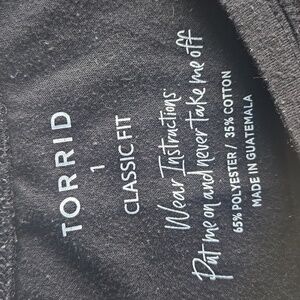 TORRID
1
CLASSIC FIT
Wear Instructions:
Put me on and never take me off
65% POLYESTER / 35% COTTON
MADE IN GUATEMALA